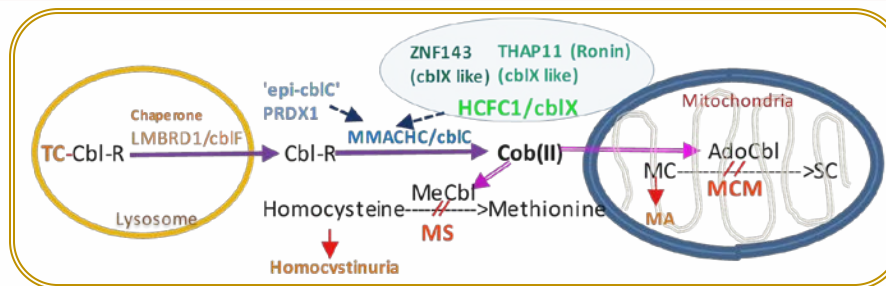 ZNF143
(cblX like)
THAP11 (Ronin)
(cblX like)
HCFC1/cblX
'epi-cblC'
PRDX1
Chaperone
LMBRD1/cblF
TC-Cbl-R
Lysosome
Cbl-R
MMACHC/cblC
Cob(II)
Mitochondria
AdoCbl
MC------------------->SC
MCM
MA
MeCbl
Homocysteine------------>Methionine
MS
Homocystinuria